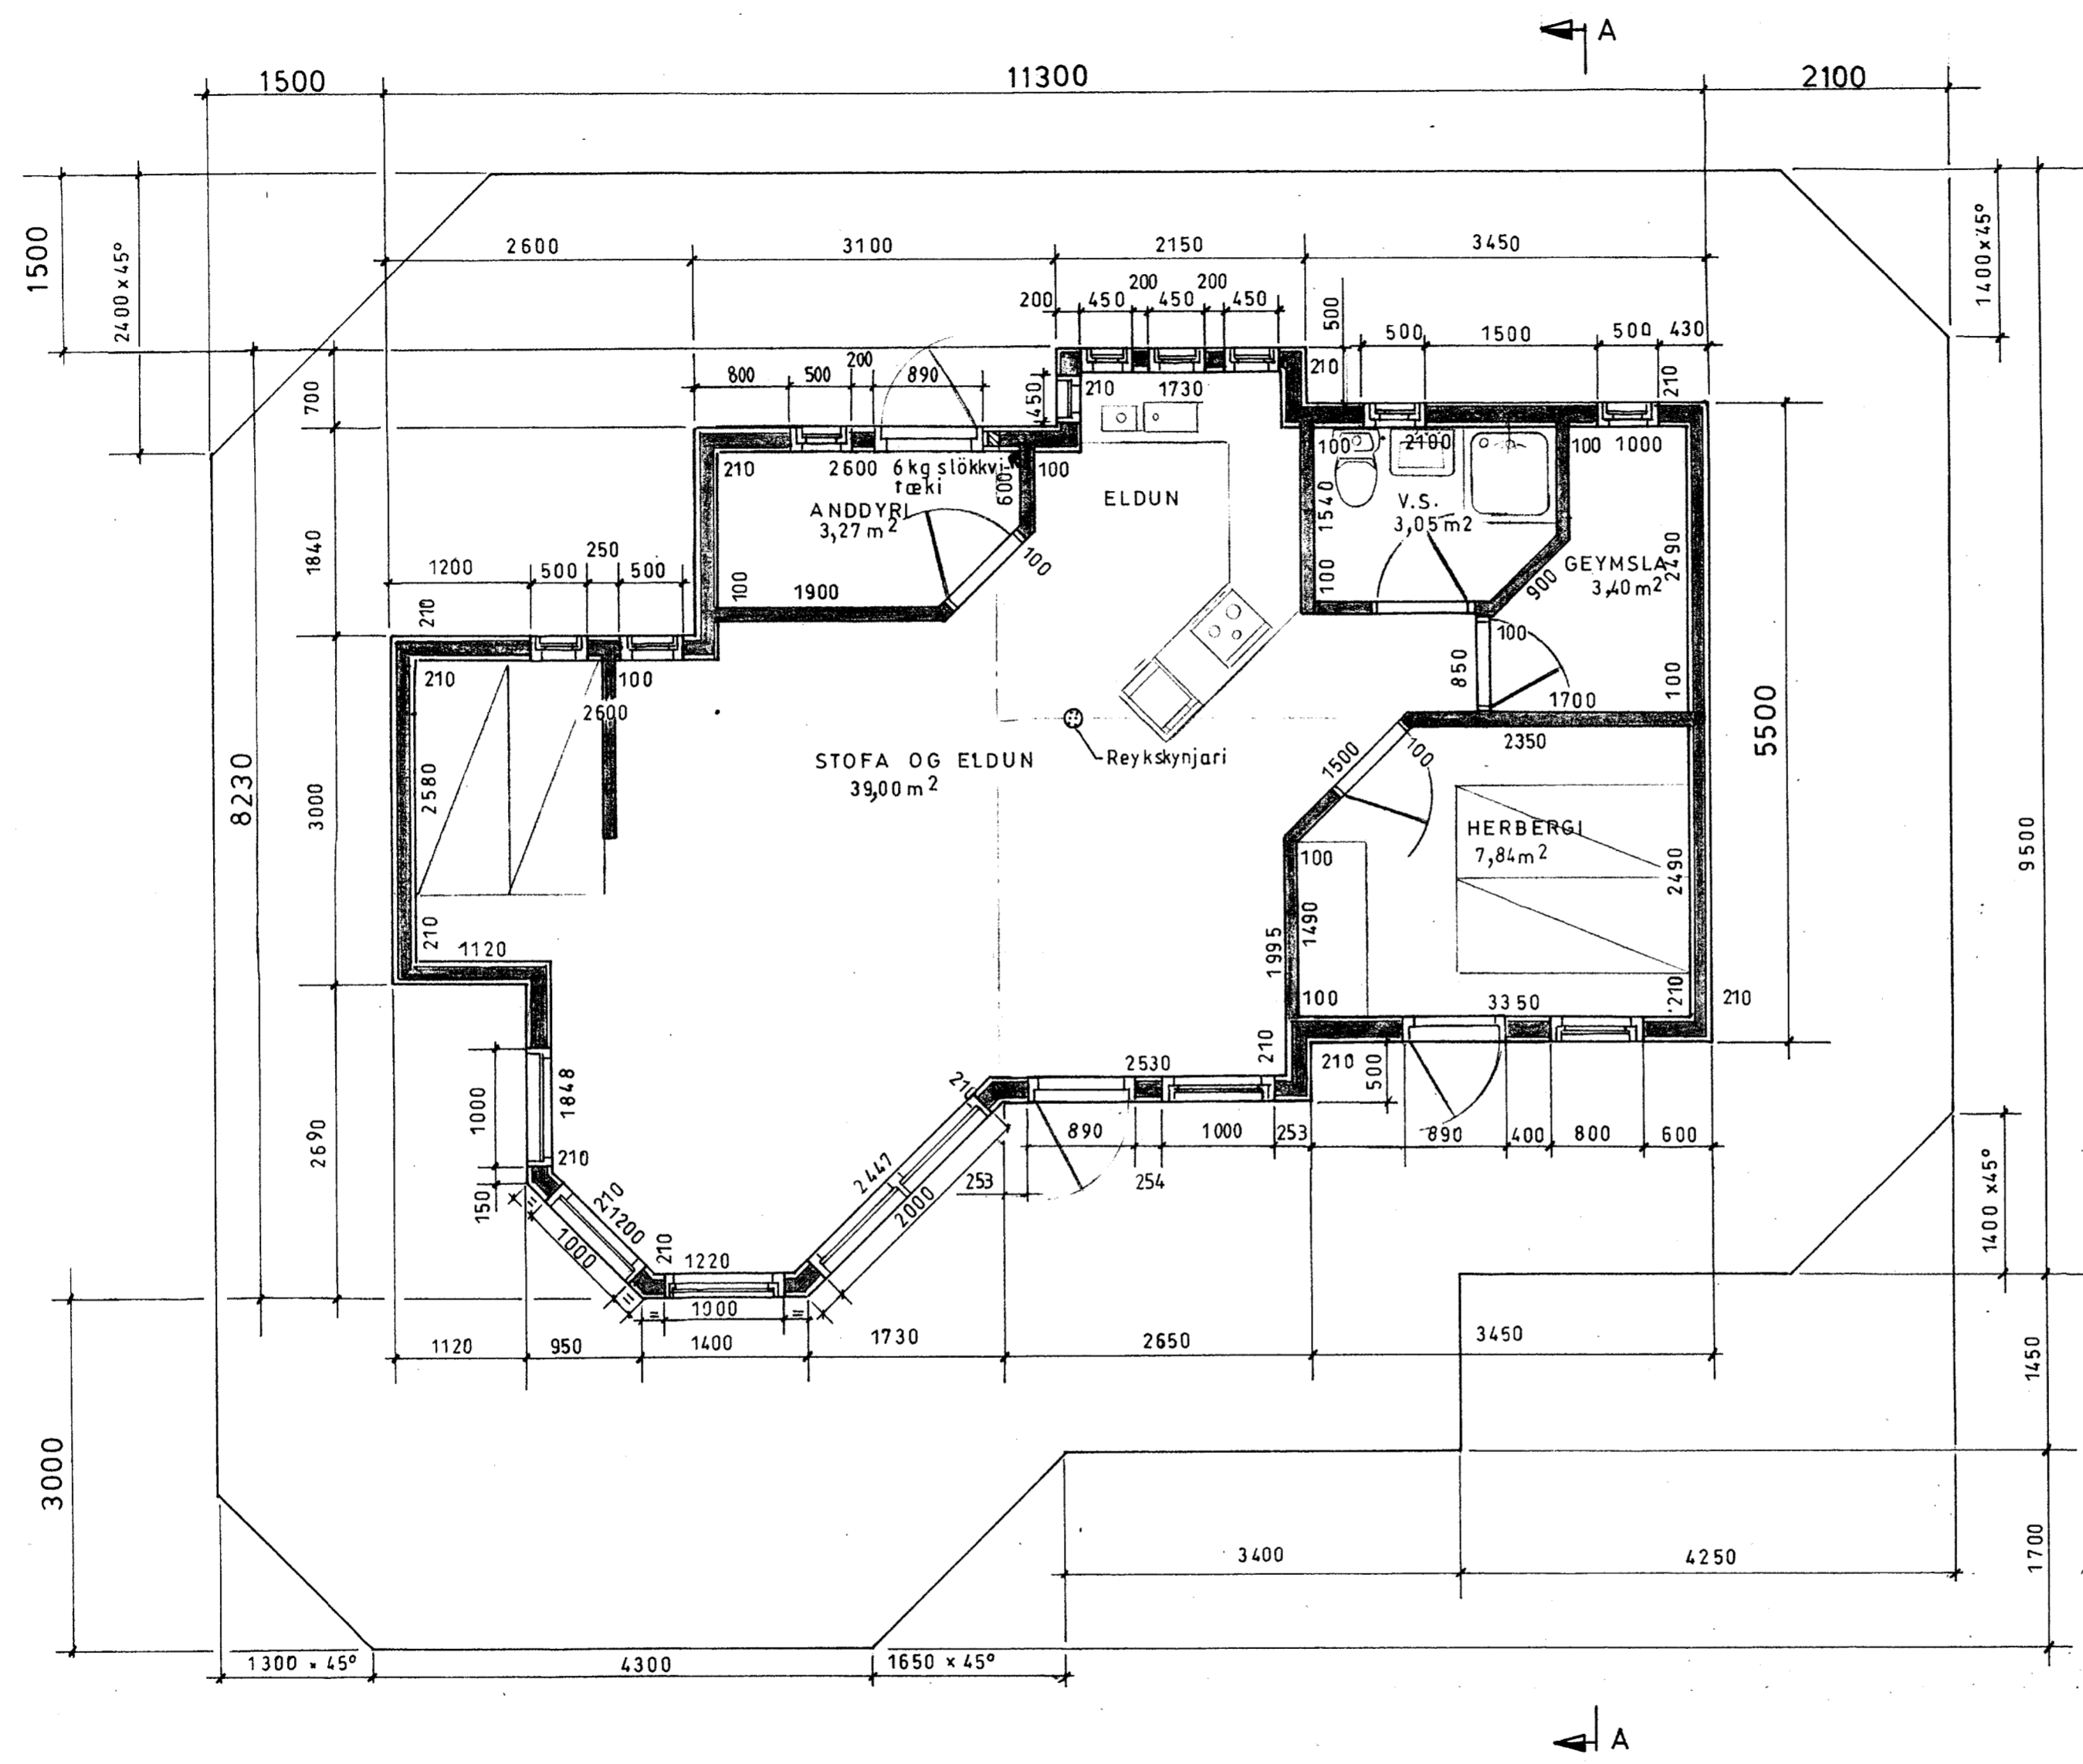 A
1500 11300 2100
1500
2400 x 45°
1400 x 45°
2600 3100 2150 3450
200 200
200 450 450 450
500
500 1500 500 430
700
800 500 200 890
450
210 1730
210
210
210 2600 6 kg slökkvi-
tæki
600
100
ELDUN
100 2100
100 1000
ANDDYRI
3,27 m2
1540
V.S.
3,05 m2
1840
250
1200 500 500
100
100
1900
100
GEYMSLA
3,40 m2
2490
900
210
100
850
1700
100
210 100
2600
5500
2350
1500
100
STOFA OG ELDUN
39,00 m2
Reykskynjari
8230
3000
2580
HERBERGI
7,84 m2
9500
100
2490
210
1120
1490
1995
100
3350
210
210
2530
210
210
500
1000
1848
210
2690
210
890 1000 253
890 400 800 600
2447
2000
253
254
150
210
1200
=
1000
210
1220
1400 x 45°
=
= 1000 =
1120 950 1400 1730 2650 3450
1450
3000
3400 4250
1700
1300 x 45° 4300 1650 x 45°
A